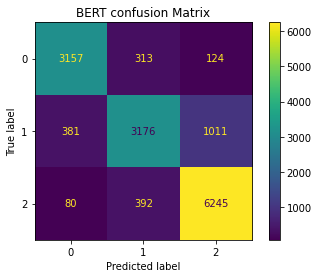 BERT confusion Matrix
0 3157 313 124
1 381 3176 1011
2 80 392 6245
0 1 2
True label
Predicted label
6000
5000
4000
3000
2000
1000